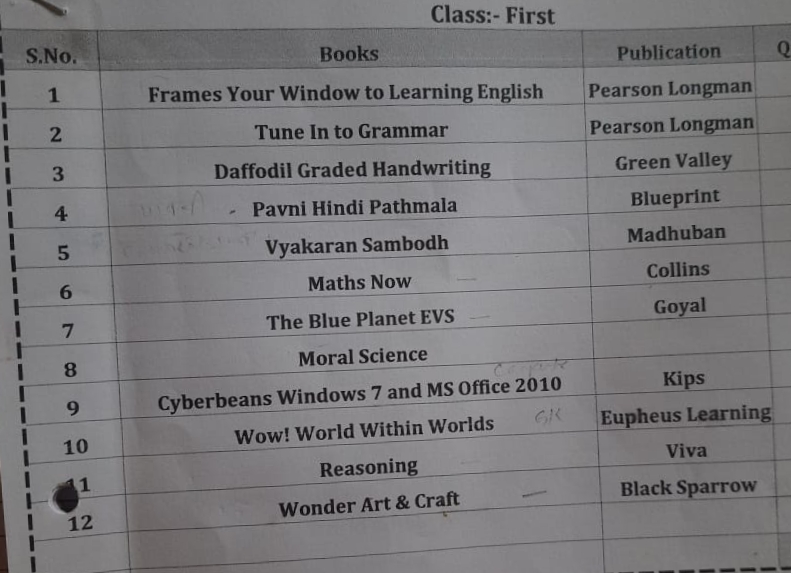 Class:- First
S.No. Books Publication Q
1 Frames Your Window to Learning English Pearson Longman
2 Tune In to Grammar Pearson Longman
3 Daffodil Graded Handwriting Green Valley
4 Pavni Hindi Pathmala Blueprint
5 Vyakaran Sambodh Madhuban
6 Maths Now Collins
7 The Blue Planet EVS Goyal
8 Moral Science
9 Cyberbeans Windows 7 and MS Office 2010 Kips
10 Wow! World Within Worlds GK Eupheus Learning
11 Reasoning Viva
12 Wonder Art & Craft Black Sparrow